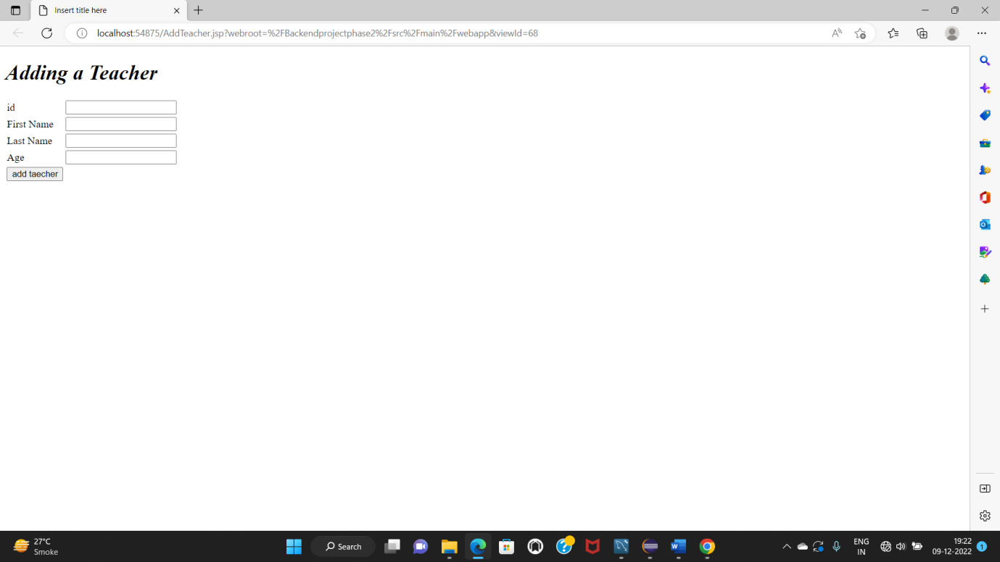 Insert title here
localhost:54875/AddTeacher.jsp?webroot=%2FBackendprojectphase2%2Fsrc%2Fmain%2Fwebapp&viewId=68
Adding a Teacher
id
First Name
Last Name
Age
add taecher
27°C
Smoke
Search
ENG
IN
19:22
09-12-2022
1